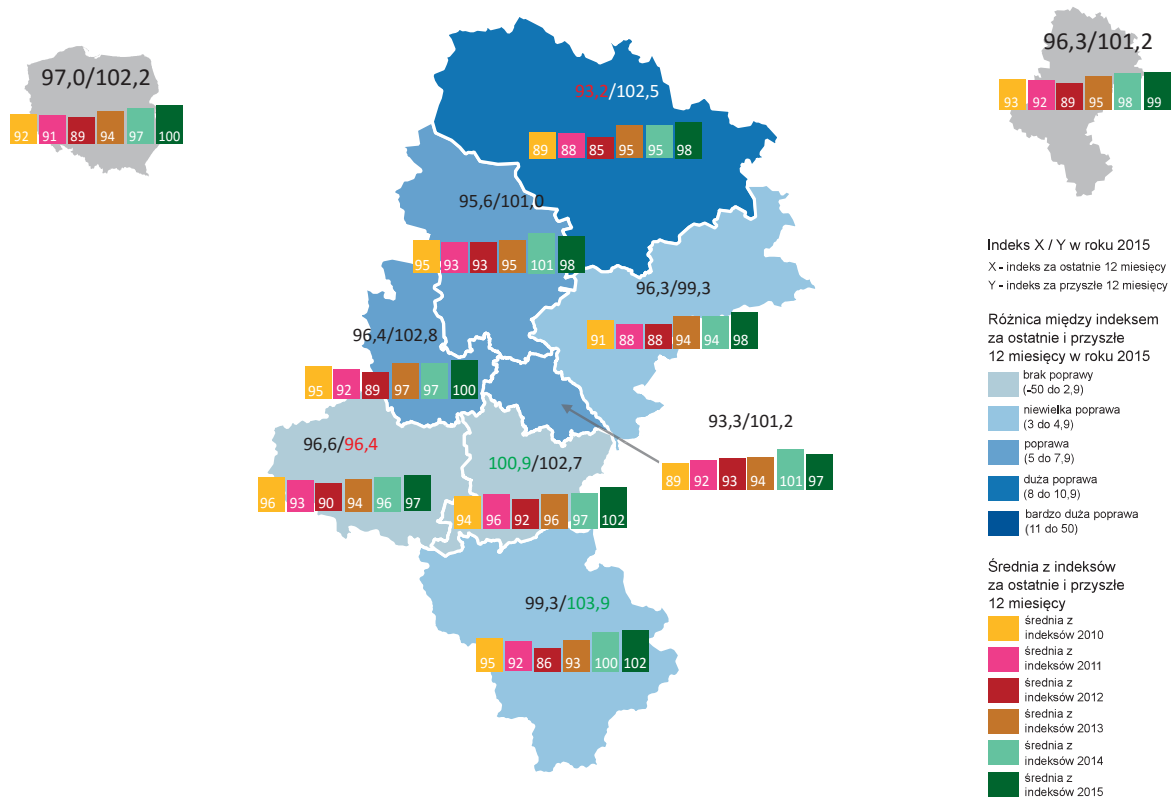 97,0/102,2
92 91 89 94 97 100
96,3/101,2
93 92 89 95 98 99
93,2/102,5
89 88 85 95 95 98
95,6/101,0
95 93 93 95 101 98
96,3/99,3
91 88 88 94 94 98
96,4/102,8
95 92 89 97 97 100
93,3/101,2
89 92 93 94 101 97
96,6/96,4
96 93 90 94 96 97
100,9/102,7
94 96 92 96 97 102
99,3/103,9
95 92 86 93 100 102
Indeks X / Y w roku 2015
X - indeks za ostatnie 12 miesięcy
Y - indeks za przyszłe 12 miesięcy
Różnica między indeksem
za ostatnie i przyszłe
12 miesięcy w roku 2015
brak poprawy
(-50 do 2,9)
niewielka poprawa
(3 do 4,9)
poprawa
(5 do 7,9)
duża poprawa
(8 do 10,9)
bardzo duża poprawa
(11 do 50)
Średnia z indeksów
za ostatnie i przyszłe
12 miesięcy
średnia z
indeksów 2010
średnia z
indeksów 2011
średnia z
indeksów 2012
średnia z
indeksów 2013
średnia z
indeksów 2014
średnia z
indeksów 2015